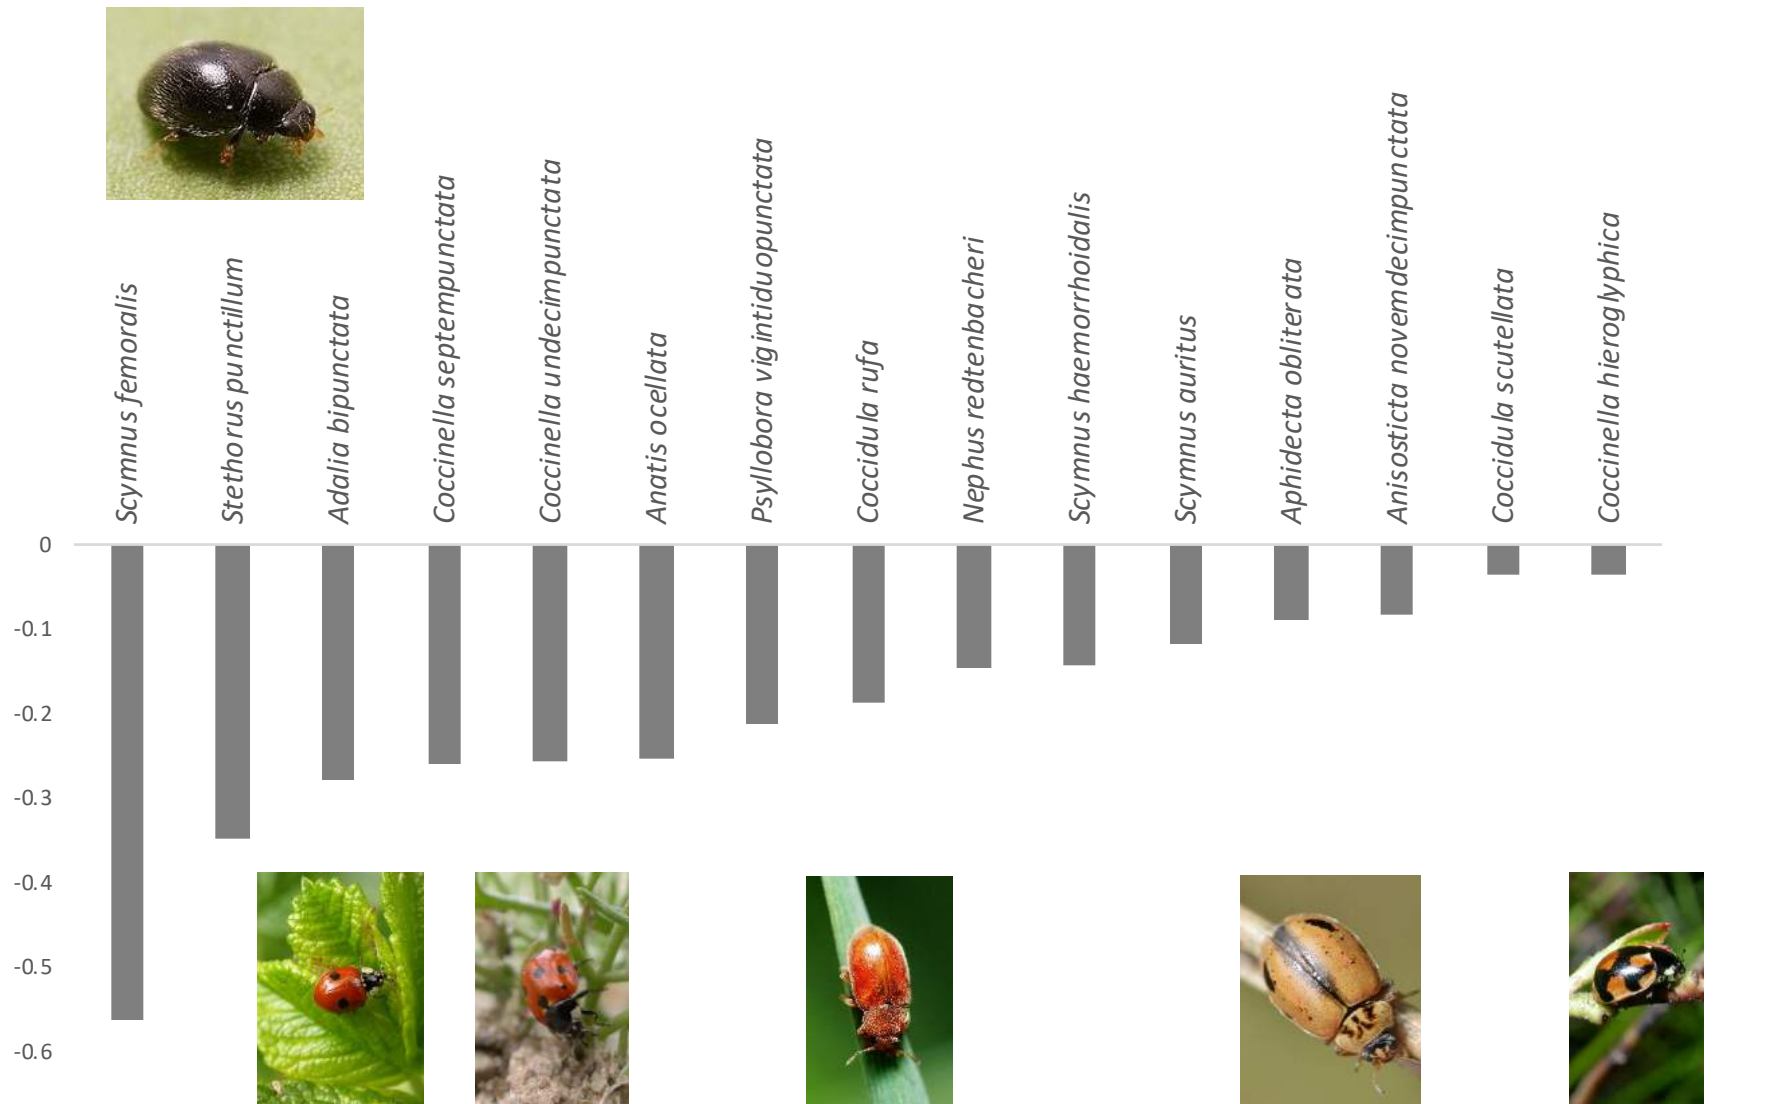 Scymnus femoralis
Stethorus punctillum
Adalia bipunctata
Coccinella septempunctata
Coccinella undecimpunctata
Anatis ocellata
Psyllobora vigintiduopunctata
Coccidula rufa
Nephus redtenbacheri
Scymnus haemorrhoidalis
Scymnus auritus
Aphidecta obliterata
Anisosticta novemdecimpunctata
Coccidula scutellata
Coccinella hieroglyphica
0
-0.1
-0.2
-0.3
-0.4
-0.5
-0.6